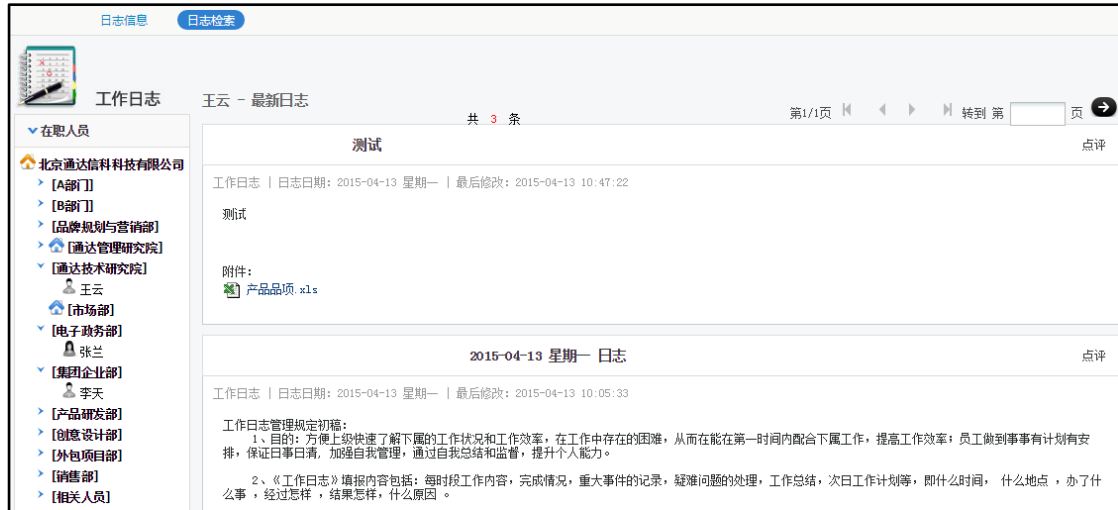 日志信息 日志检索
工作日志
王云 - 最新日志
共 3 条
第1/1页 转到 第 页
在职人员
北京通达信科科技有限公司
[A部门]
[B部门]
[品牌规划与营销部]
[通达管理研究院]
[通达技术研究院]
王云
[市场部]
[电子政务部]
张兰
[集团企业部]
李天
[产品研发部]
[创意设计部]
[外包项目部]
[销售部]
[相关人员]
测试 点评
工作日志 | 日志日期: 2015-04-13 星期一 | 最后修改: 2015-04-13 10:47:22
测试
附件:
产品品项.xls
2015-04-13 星期一 日志 点评
工作日志 | 日志日期: 2015-04-13 星期一 | 最后修改: 2015-04-13 10:05:33
工作日志管理规定初稿:
1、目的: 方便上级快速了解下属的工作状况和工作效率, 在工作中存在的困难, 从而在能在第一时间内配合下属工作, 提高工作效率; 员工做到事事有计划有安
排, 保证日事日清, 加强自我管理, 通过自我总结和监督, 提升个人能力。
2、《工作日志》填报内容包括: 每时段工作内容, 完成情况, 重大事件的记录, 疑难问题的处理, 工作总结, 次日工作计划等, 即什么时间, 什么地点 , 办了什
么事 , 经过怎样 , 结果怎样, 什么原因 。